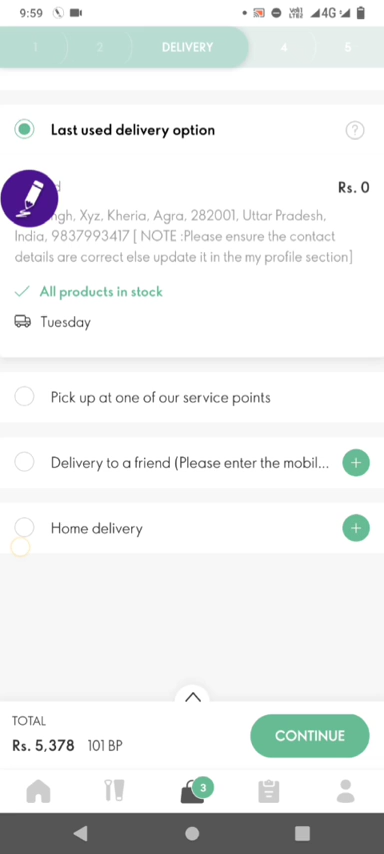 9:59
4G
1
2
DELIVERY
4
5
Last used delivery option
?
Rs. 0
Xyz, Kheria, Agra, 282001, Uttar Pradesh,
India, 9837993417 [ NOTE :Please ensure the contact
details are correct else update it in the my profile section]
All products in stock
Tuesday
Pick up at one of our service points
Delivery to a friend (Please enter the mobil...
+
Home delivery
+
TOTAL
Rs. 5,378 101 BP
CONTINUE
3